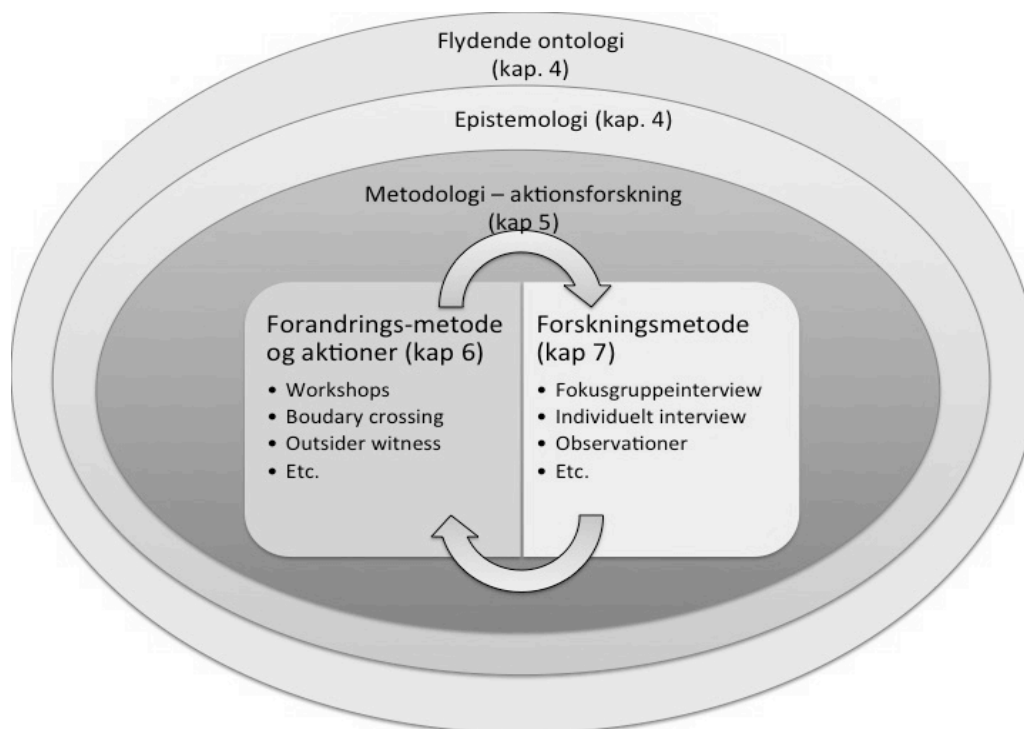 Flydende ontologi
(kap. 4)
Epistemologi (kap. 4)
Metodologi – aktionsforskning
(kap 5)
Forandrings-metode
og aktioner (kap 6)
• Workshops
• Boudary crossing
• Outsider witness
• Etc.
Forskningsmetode
(kap 7)
• Fokusgruppeinterview
• Individuelt interview
• Observationer
• Etc.